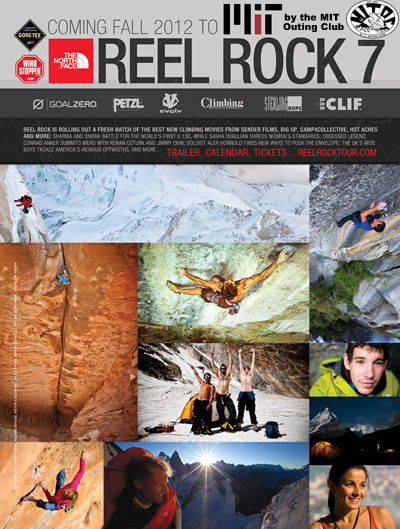 GORE-TEX
WIND STOPPER
COMING FALL 2012 TO MIT by the MIT Outing Club
MITOC
THE NORTH FACE
REEL ROCK 7
GOALZERO PETZL evolv Climbing STERLING ROPE CLIF
REEL ROCK IS ROLLING OUT A FRESH BATCH OF THE BEST NEW CLIMBING MOVIES FROM SENDER FILMS, BIG UP, CAMP4COLLECTIVE, HOT ACHES
AND MORE: SHARMA AND ONDRA BATTLE FOR THE WORLD'S FIRST 5.15C, WHILE SASHA DIGIULIAN SHREDS WOMEN'S STANDARDS; OBSESSED LEGEND
CONRAD ANKER SUMMITS MERU WITH RENAN OZTURK AND JIMMY CHIN; SOLOIST ALEX HONNOLD FINDS NEW WAYS TO PUSH THE ENVELOPE; THE UK'S WIDE
BOYS TACKLE AMERICA'S HEINOUS OFFWIDTHS, AND MORE...
TRAILER, CALENDAR, TICKETS... REELROCKTOUR.COM